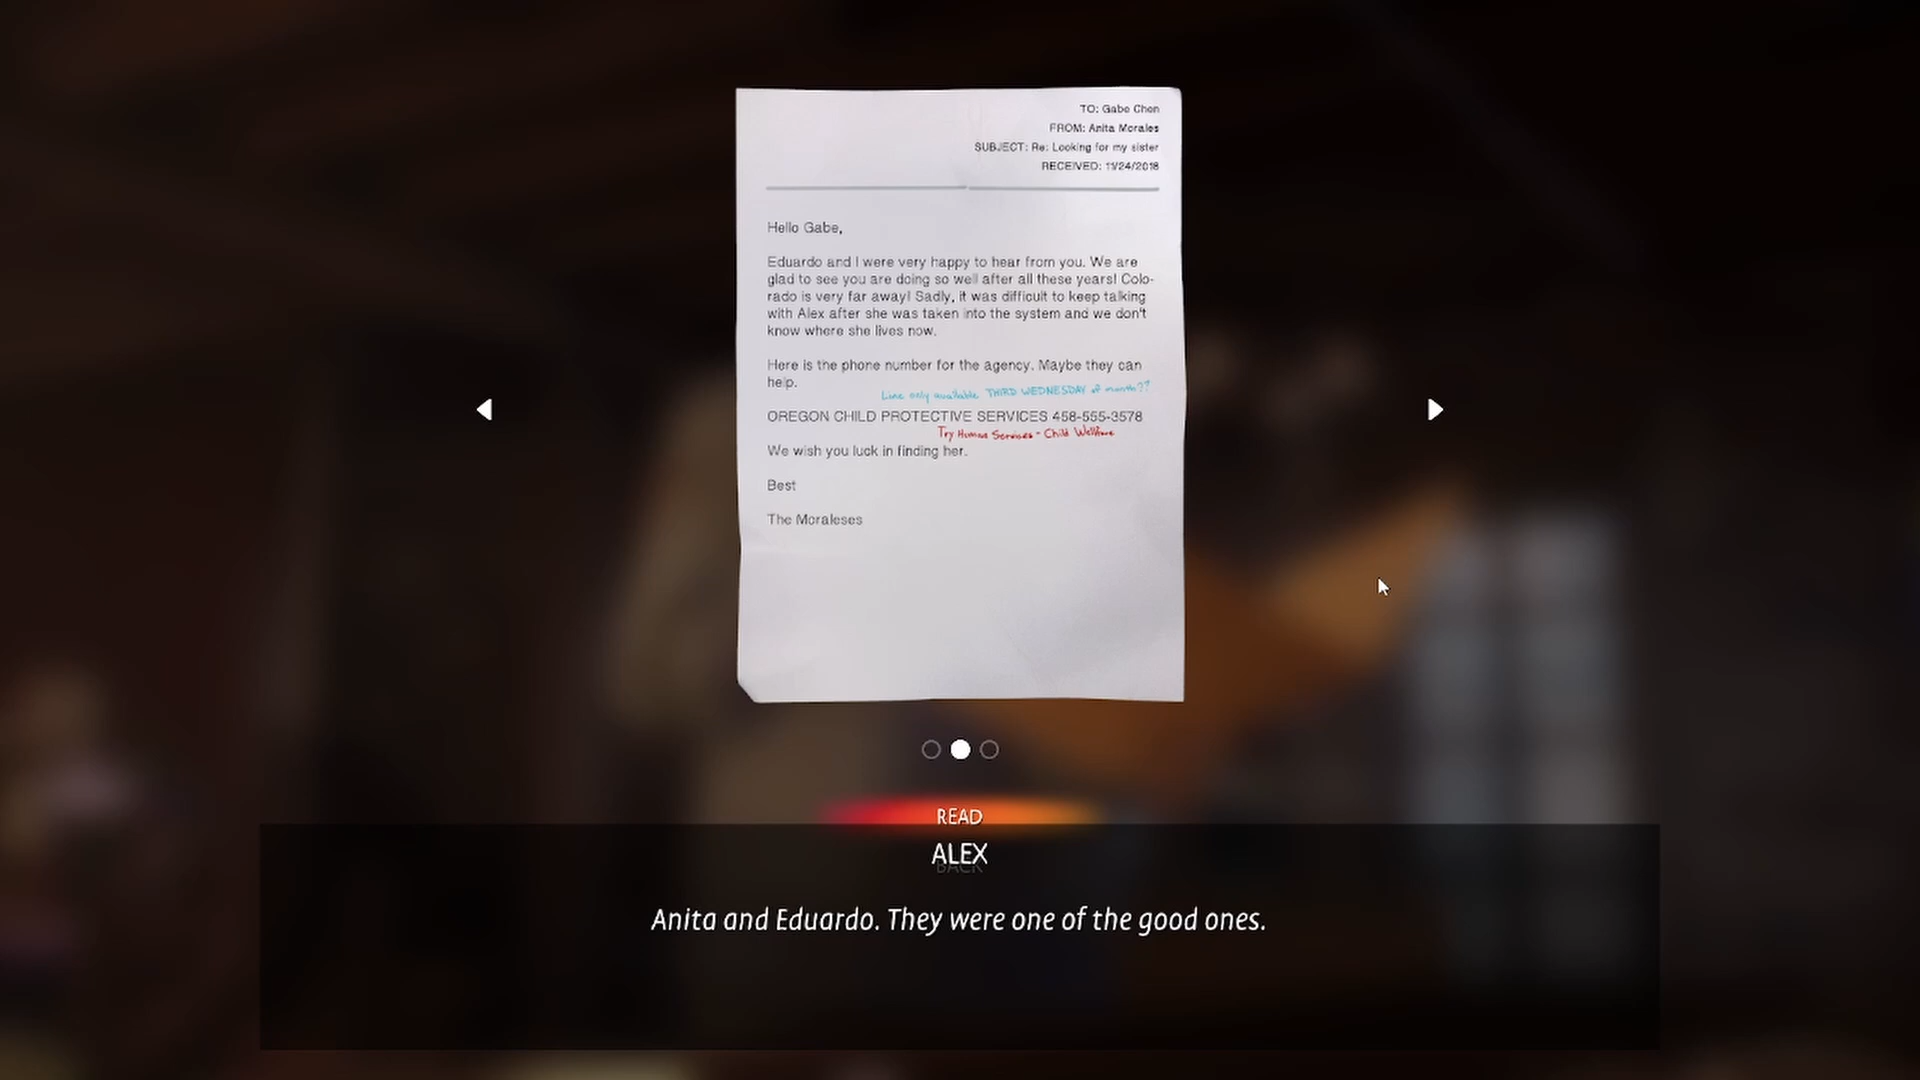 TO: Gabe Chen
FROM: Anita Morales
SUBJECT: Re: Looking for my sister
RECEIVED: 11/24/2018
Hello Gabe,
Eduardo and I were very happy to hear from you. We are
glad to see you are doing so well after all these years! Colo-
rado is very far away! Sadly, it was difficult to keep talking
with Alex after she was taken into the system and we don't
know where she lives now.
Here is the phone number for the agency. Maybe they can
help.
Line only available THIRD WEDNESDAY of month??
OREGON CHILD PROTECTIVE SERVICES 458-555-3578
Try Human Services - Child Welfare
We wish you luck in finding her.
Best
The Moraleses
READ
ALEX
BACK
Anita and Eduardo. They were one of the good ones.